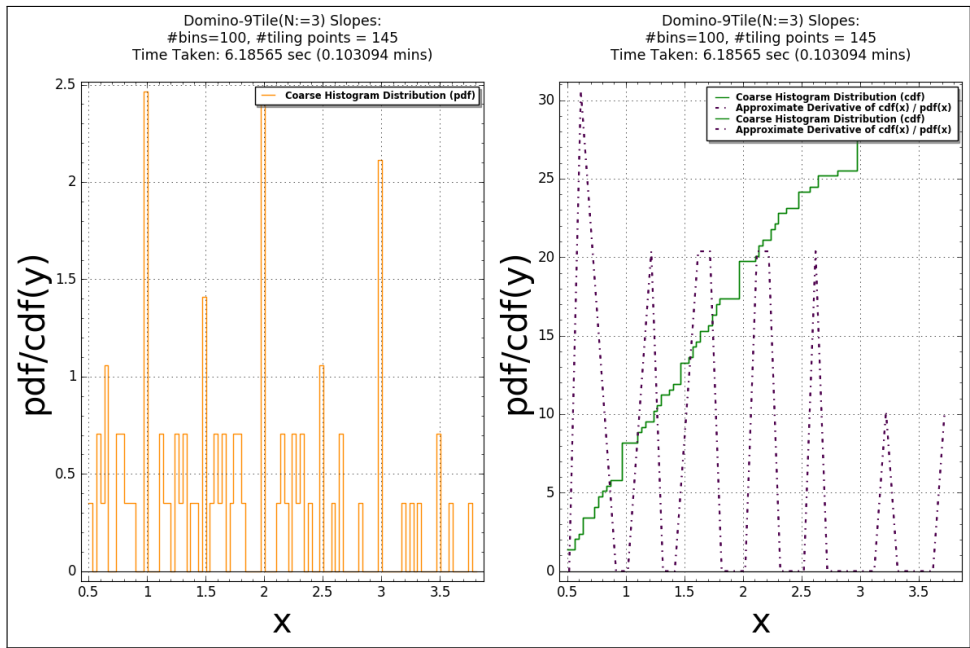 Domino-9Tile(N:=3) Slopes:
#bins=100, #tiling points = 145
Time Taken: 6.18565 sec (0.103094 mins)
2.5
2
1.5
1
0.5
0
0.5
1
1.5
2
2.5
3
3.5
pdf/cdf(y)
x
Coarse Histogram Distribution (pdf)
Domino-9Tile(N:=3) Slopes:
#bins=100, #tiling points = 145
Time Taken: 6.18565 sec (0.103094 mins)
30
25
20
15
10
5
0
0.5
1
1.5
2
2.5
3
3.5
pdf/cdf(y)
x
Coarse Histogram Distribution (cdf)
Approximate Derivative of cdf(x) / pdf(x)
Coarse Histogram Distribution (cdf)
Approximate Derivative of cdf(x) / pdf(x)